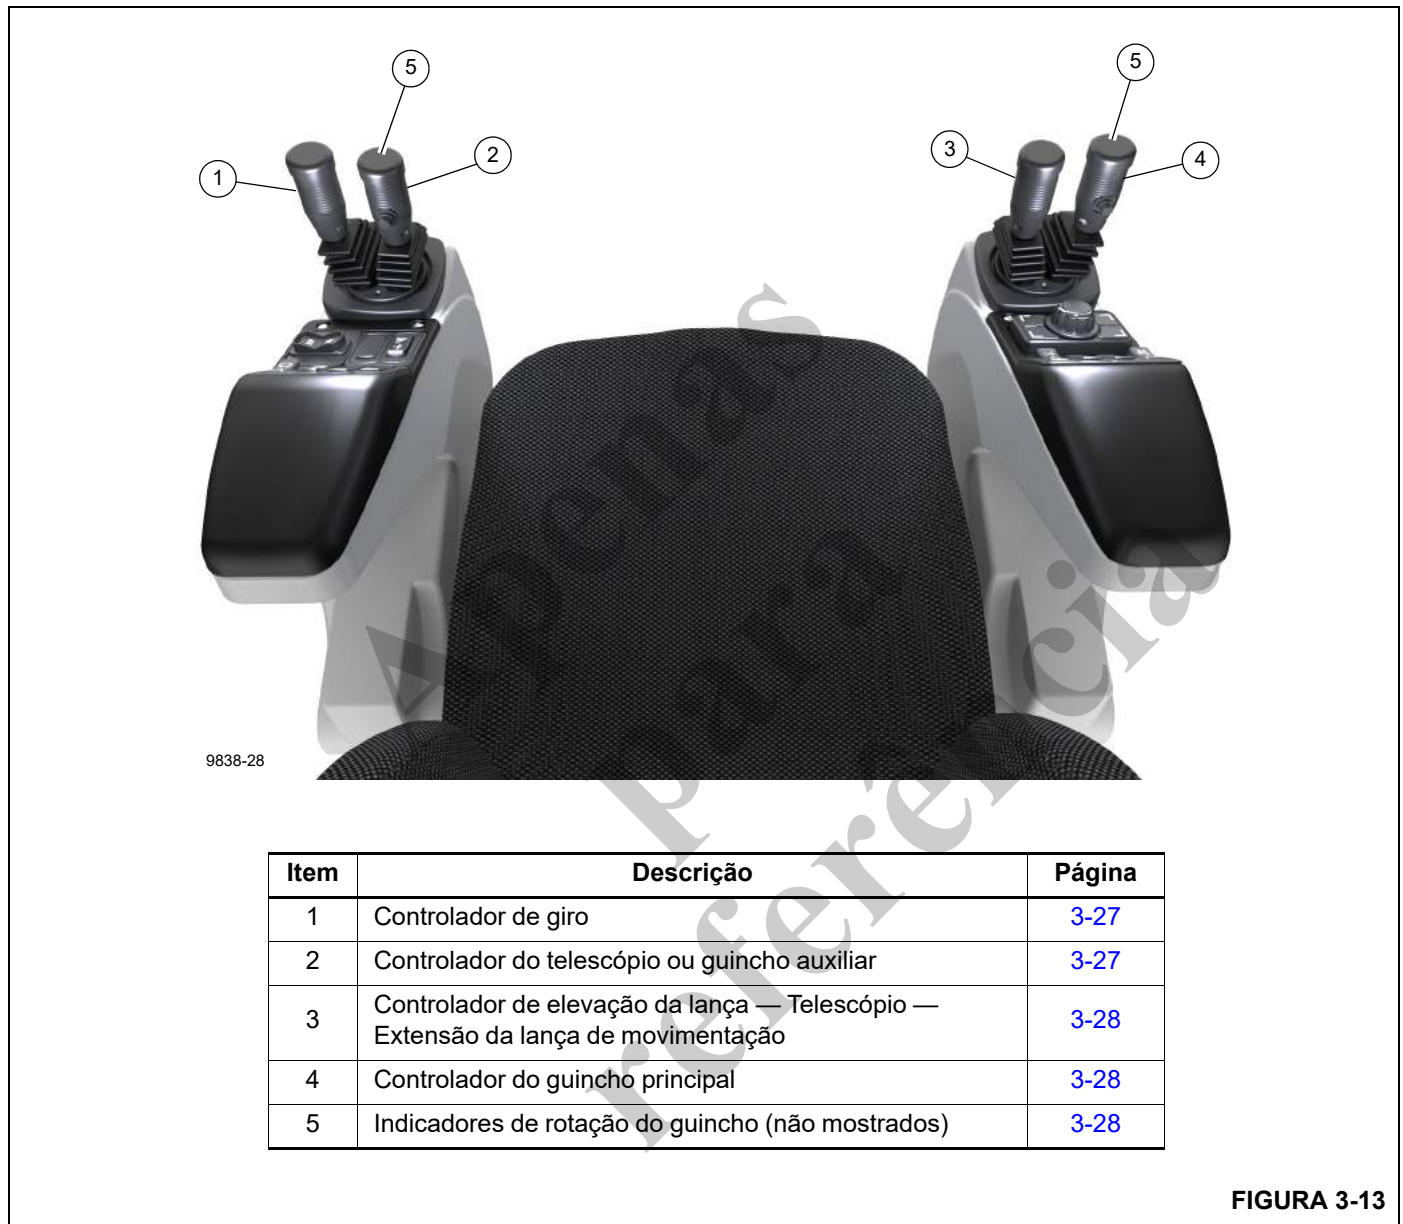 5
5
1
2
3
4
9838-28
Item Descrição Página
1 Controlador de giro 3-27
2 Controlador do telescópio ou guincho auxiliar 3-27
3 Controlador de elevação da lança — Telescópio —
Extensão da lança de movimentação 3-28
4 Controlador do guincho principal 3-28
5 Indicadores de rotação do guincho (não mostrados) 3-28
FIGURA 3-13
Apenas
para
referência